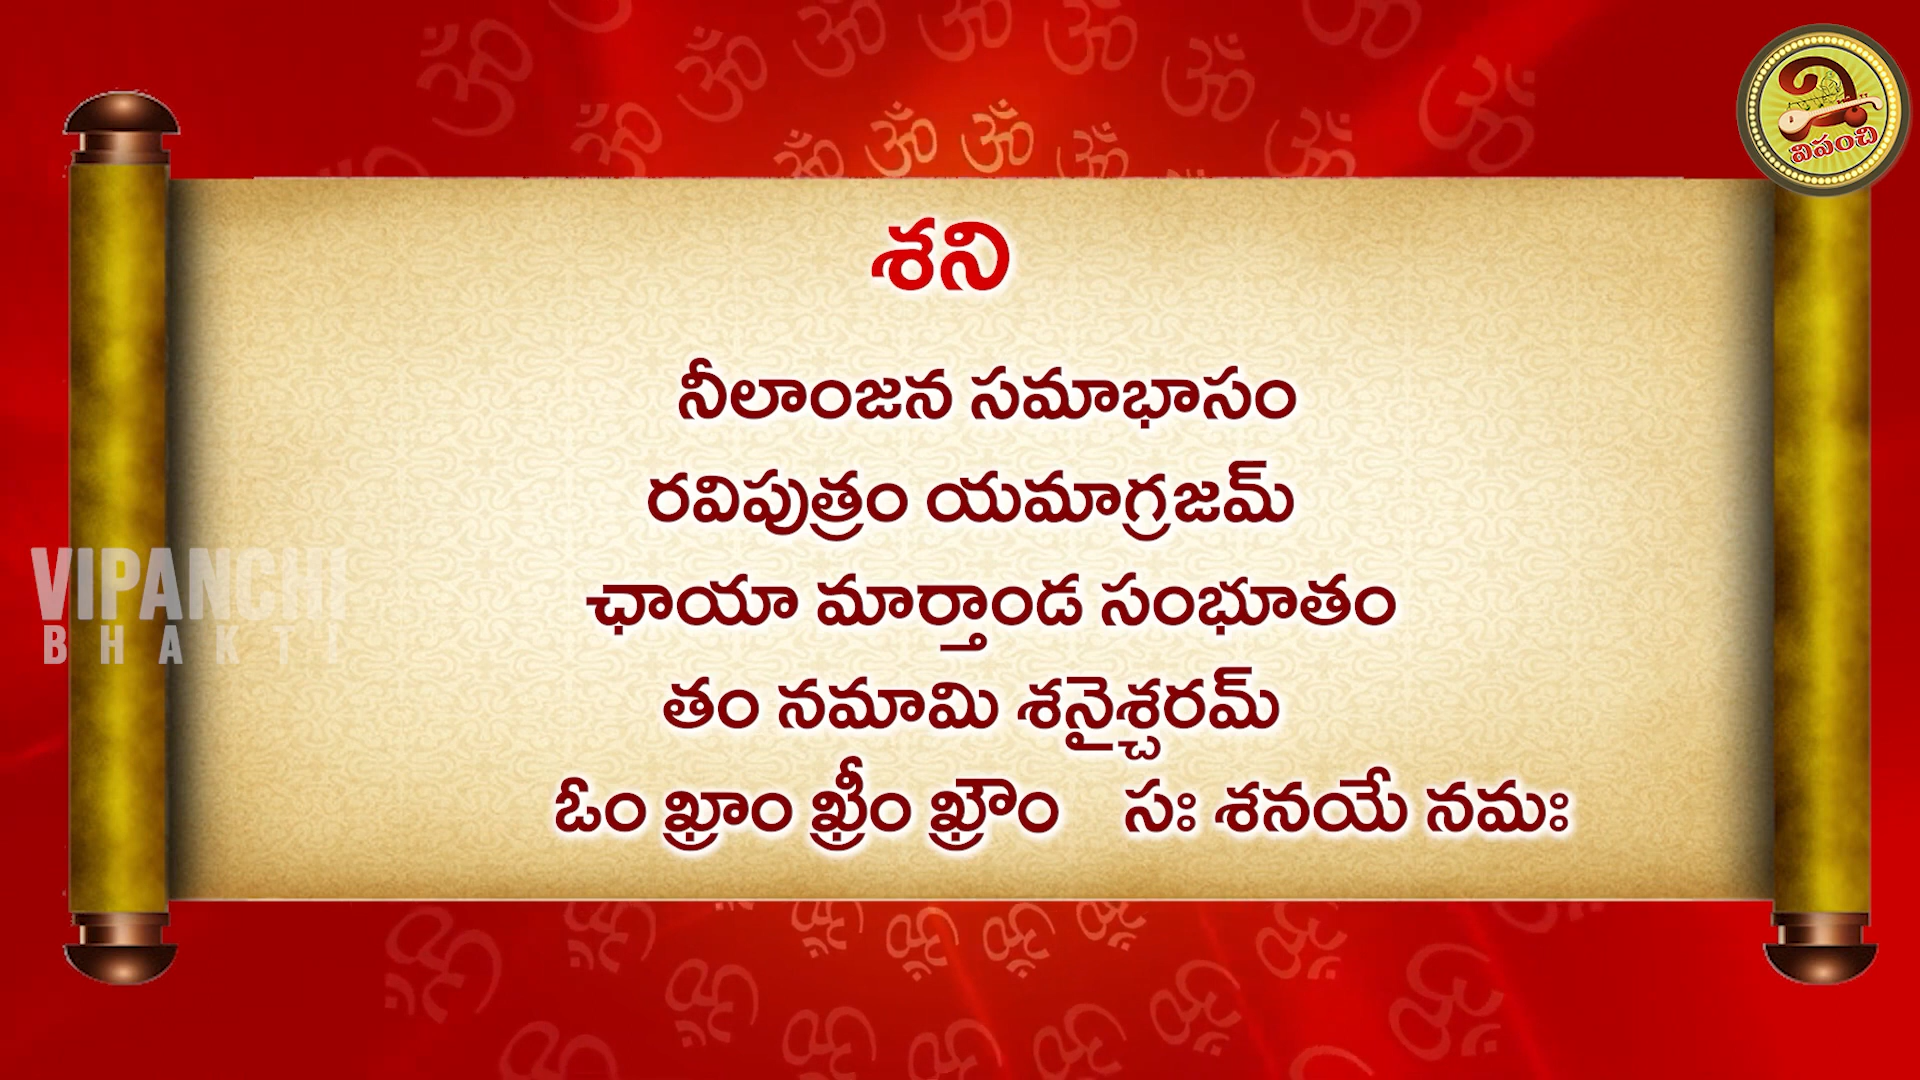 విపంచి
శని
నీలాంజన సమాభాసం
రవిపుత్రం యమాగ్రజమ్
ఛాయా మార్తాండ సంభూతం
తం నమామి శనైశ్చరమ్
ఓం ఖ్రాం ఖ్రీం ఖ్రౌం సః శనయే నమః
VIPANCHI
BHAKTI